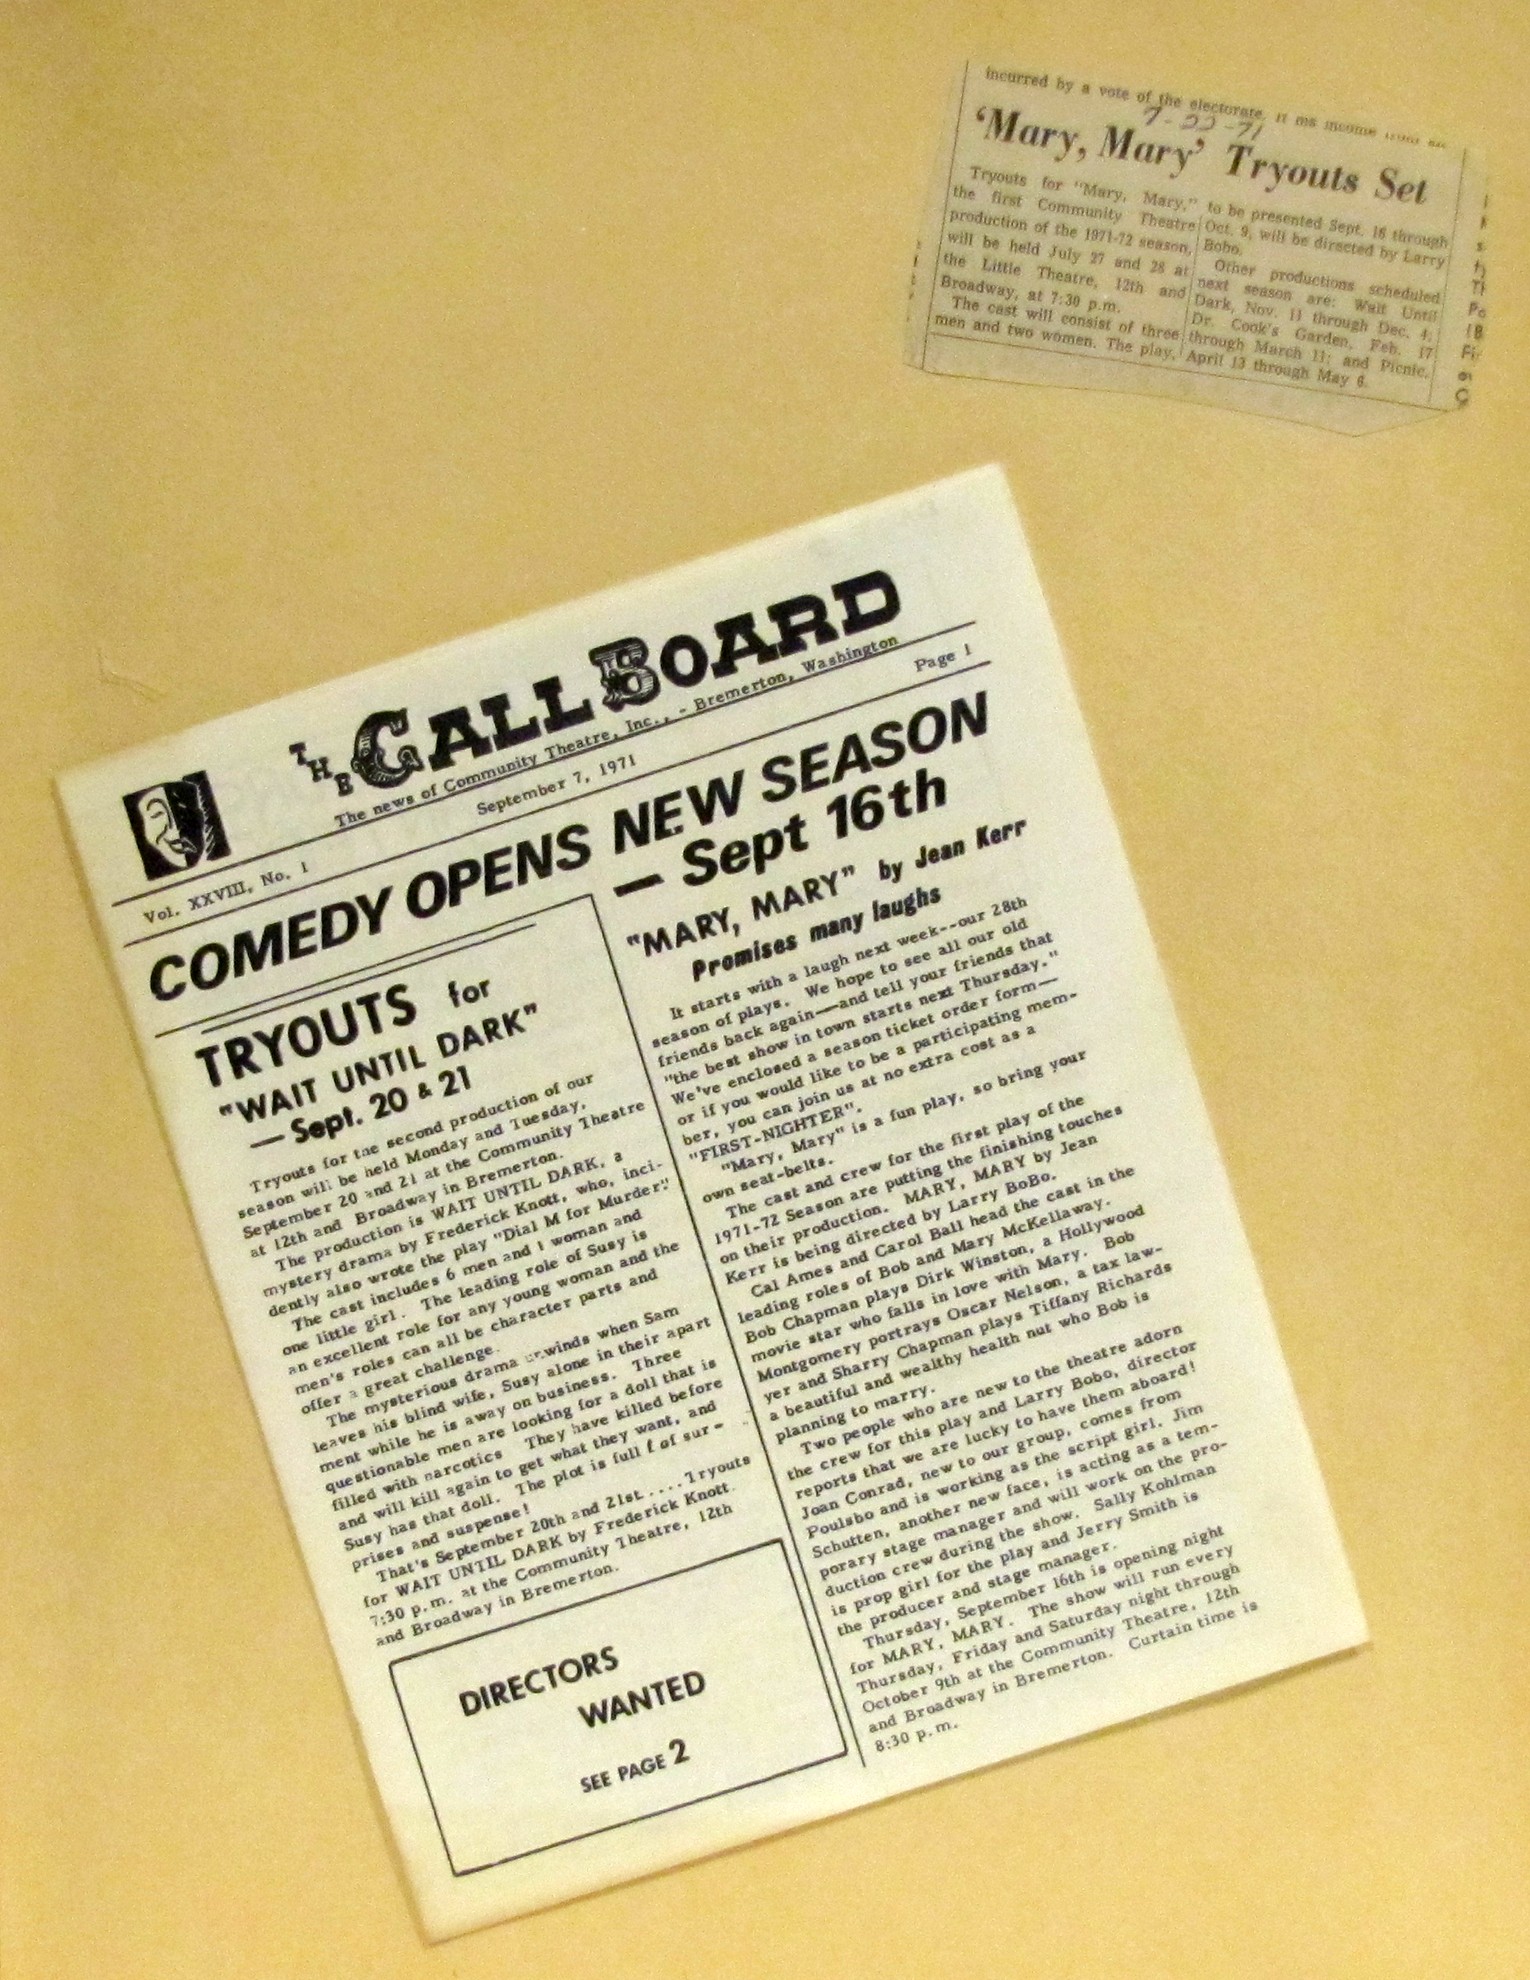 incurred by a vote of the electorate.
7-22-71
'Mary, Mary' Tryouts Set
Tryouts for "Mary, Mary,"
the first Community Theatre
production of the 1971-72 season,
will be held July 27 and 28 at
the Little Theatre, 12th and
Broadway, at 7:30 p.m.
The cast will consist of three
men and two women. The play,
to be presented Sept. 16 through
Oct. 9, will be directed by Larry
Bobo.
Other productions scheduled
next season are: Wait Until
Dark, Nov. 11 through Dec. 4;
Dr. Cook's Garden, Feb. 17
through March 11; and Picnic,
April 13 through May 6.
THE CALL BOARD
The news of Community Theatre, Inc., - Bremerton, Washington
Vol. XXVIII, No. 1
September 7, 1971
Page 1
COMEDY OPENS NEW SEASON
— Sept 16th
TRYOUTS for
"WAIT UNTIL DARK"
— Sept. 20 & 21
Tryouts for the second production of our
season will be held Monday and Tuesday,
September 20 and 21 at the Community Theatre
at 12th and Broadway in Bremerton.
The production is WAIT UNTIL DARK, a
mystery drama by Frederick Knott, who, inci-
dently also wrote the play "Dial M for Murder".
The cast includes 6 men and 1 woman and
one little girl. The leading role of Susy is
an excellent role for any young woman and the
men's roles can all be character parts and
offer a great challenge.
The mysterious drama unwinds when Sam
leaves his blind wife, Susy alone in their apart
ment while he is away on business. Three
questionable men are looking for a doll that is
filled with narcotics They have killed before
and will kill again to get what they want, and
Susy has that doll. The plot is full f of sur-
prises and suspense!
That's September 20th and 21st....Tryouts
for WAIT UNTIL DARK by Frederick Knott.
7:30 p.m. at the Community Theatre, 12th
and Broadway in Bremerton.
DIRECTORS
WANTED
SEE PAGE 2
"MARY, MARY" by Jean Kerr
Promises many laughs
It starts with a laugh next week--our 28th
season of plays. We hope to see all our old
friends back again—and tell your friends that
"the best show in town starts next Thursday."
We've enclosed a season ticket order form—
or if you would like to be a participating mem-
ber, you can join us at no extra cost as a
"FIRST-NIGHTER".
"Mary, Mary" is a fun play, so bring your
own seat-belts.
The cast and crew for the first play of the
1971-72 Season are putting the finishing touches
on their production. MARY, MARY by Jean
Kerr is being directed by Larry BoBo.
Cal Ames and Carol Ball head the cast in the
leading roles of Bob and Mary McKellaway.
Bob Chapman plays Dirk Winston, a Hollywood
movie star who falls in love with Mary. Bob
Montgomery portrays Oscar Nelson, a tax law-
yer and Sharry Chapman plays Tiffany Richards
a beautiful and wealthy health nut who Bob is
planning to marry.
Two people who are new to the theatre adorn
the crew for this play and Larry Bobo, director
reports that we are lucky to have them aboard!
Joan Conrad, new to our group, comes from
Poulsbo and is working as the script girl. Jim
Schutten, another new face, is acting as a tem-
porary stage manager and will work on the pro-
duction crew during the show. Sally Kohlman
is prop girl for the play and Jerry Smith is
the producer and stage manager.
Thursday, September 16th is opening night
for MARY, MARY. The show will run every
Thursday, Friday and Saturday night through
October 9th at the Community Theatre, 12th
and Broadway in Bremerton. Curtain time is
8:30 p.m.